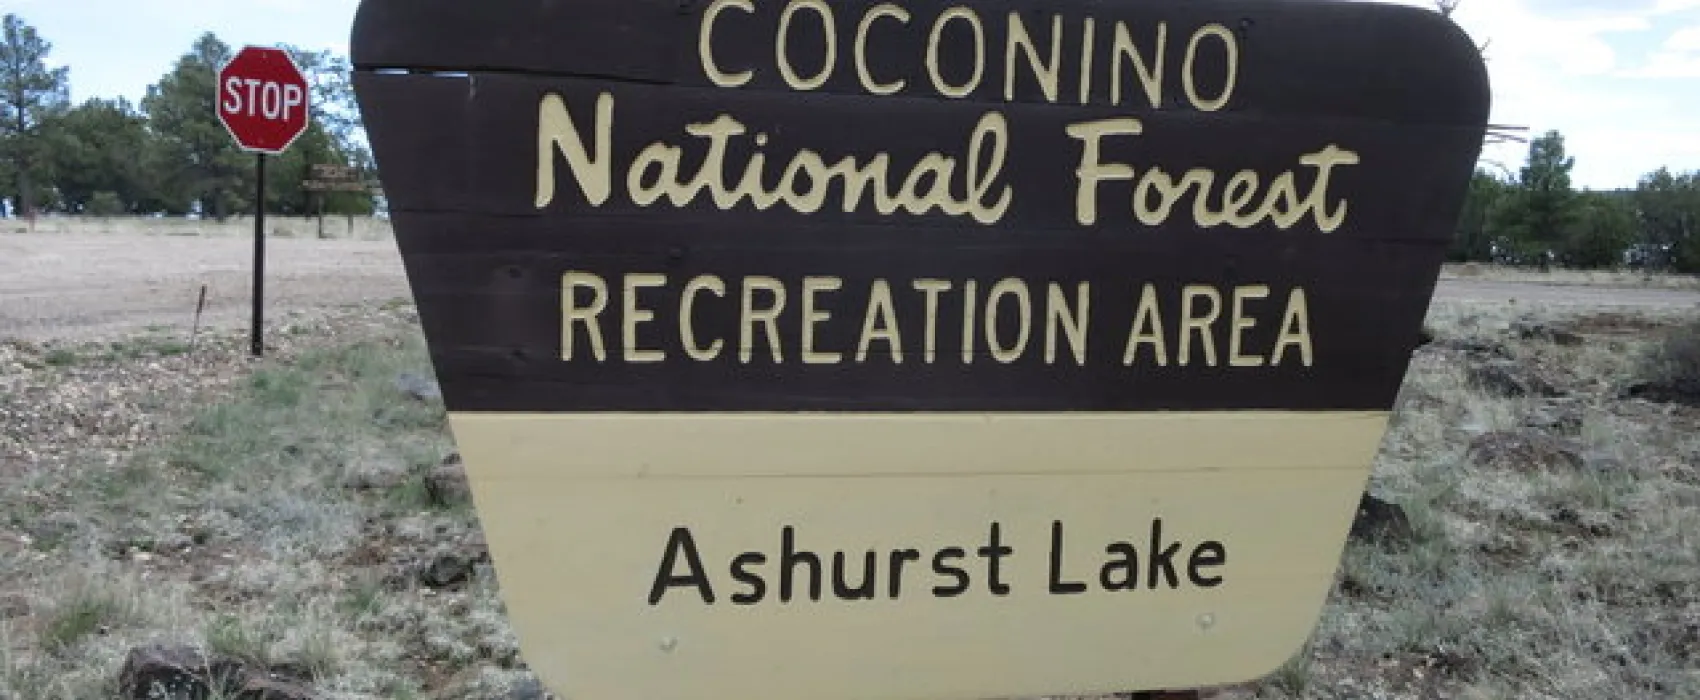 STOP
COCONINO
National Forest
RECREATION AREA
Ashurst Lake